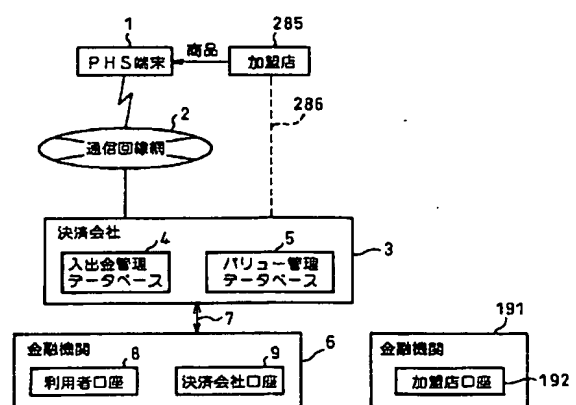 1
285
PHS端末
商品
加盟店
286
2
通信回線網
決済会社
4
5
3
入出金管理
データベース
バリュー管理
データベース
7
6
191
金融機関
8
9
利用者口座
決済会社口座
金融機関
加盟店口座
192